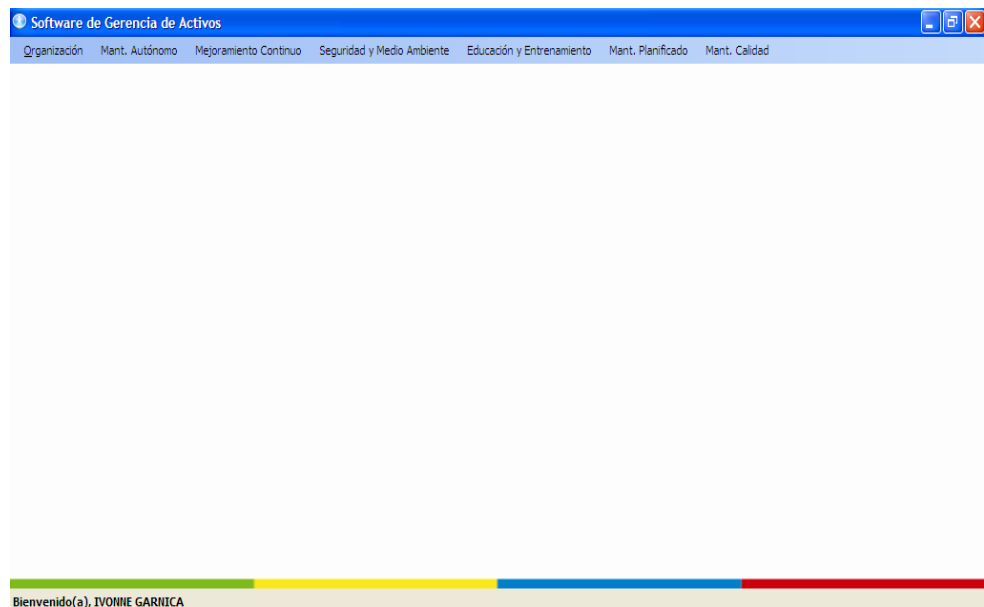 Software de Gerencia de Activos
Organización Mant. Autónomo Mejoramiento Continuo Seguridad y Medio Ambiente Educación y Entrenamiento Mant. Planificado Mant. Calidad
Bienvenido(a), IVONNE GARNICA